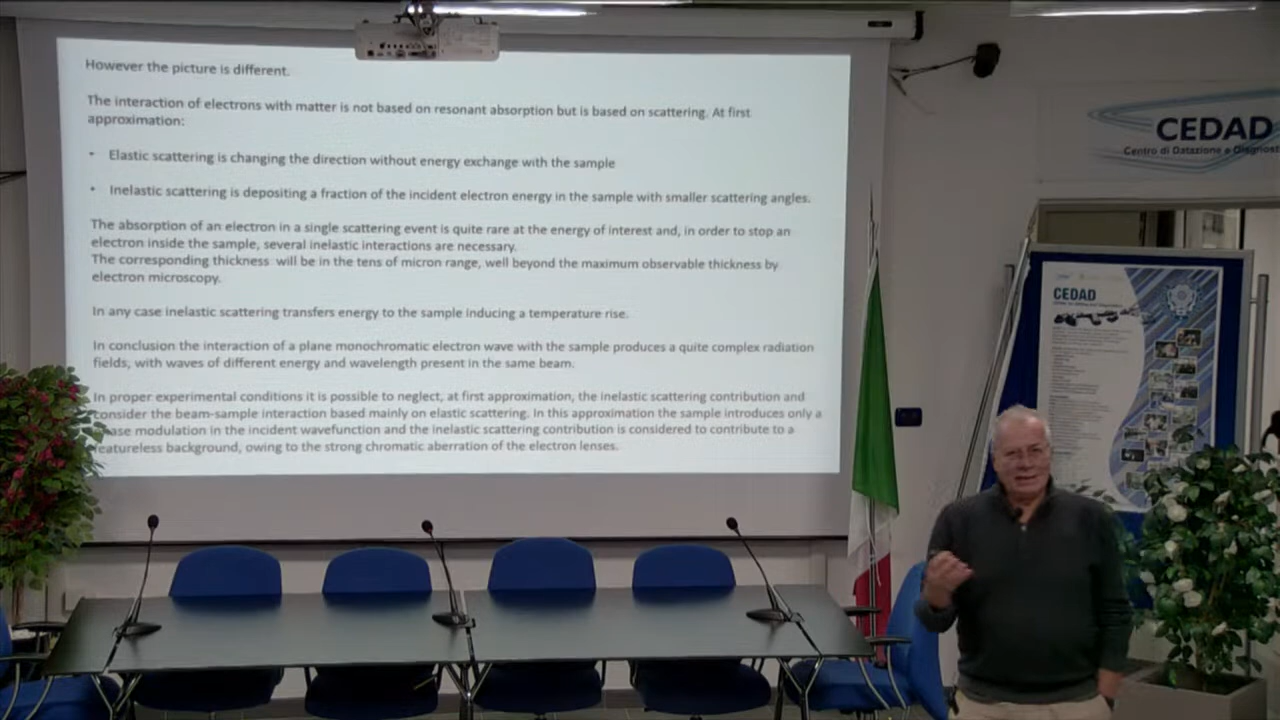 However the picture is different.
The interaction of electrons with matter is not based on resonant absorption but is based on scattering. At first
approximation:
• Elastic scattering is changing the direction without energy exchange with the sample
• Inelastic scattering is depositing a fraction of the incident electron energy in the sample with smaller scattering angles.
The absorption of an electron in a single scattering event is quite rare at the energy of interest and, in order to stop an
electron inside the sample, several inelastic interactions are necessary.
The corresponding thickness will be in the tens of micron range, well beyond the maximum observable thickness by
electron microscopy.
In any case inelastic scattering transfers energy to the sample inducing a temperature rise.
In conclusion the interaction of a plane monochromatic electron wave with the sample produces a quite complex radiation
fields, with waves of different energy and wavelength present in the same beam.
In proper experimental conditions it is possible to neglect, at first approximation, the inelastic scattering contribution and
consider the beam-sample interaction based mainly on elastic scattering. In this approximation the sample introduces only a
ase modulation in the incident wavefunction and the inelastic scattering contribution is considered to contribute to a
featureless background, owing to the strong chromatic aberration of the electron lenses.
CEDAD
Centro di Datazione e Diagnost
CEDAD